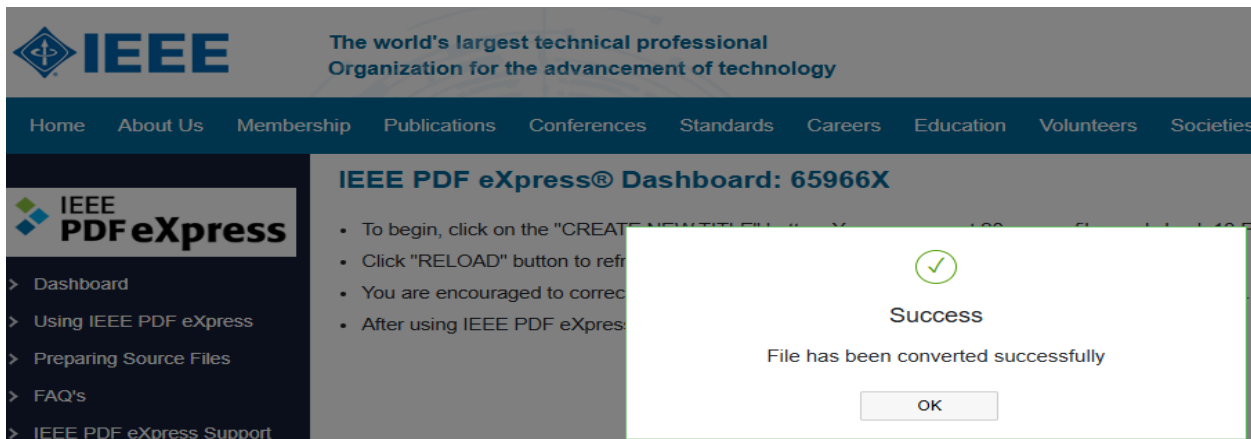 IEEE
The world's largest technical professional
Organization for the advancement of technology
Home About Us Membership Publications Conferences Standards Careers Education Volunteers Societies
IEEE
PDF eXpress
Dashboard
Using IEEE PDF eXpress
Preparing Source Files
FAQ's
IEEE PDF eXpress Support
IEEE PDF eXpress® Dashboard: 65966X
• To begin, click on the "CREATE
• Click "RELOAD" button to refr
• You are encouraged to correc
• After using IEEE PDF eXpres
Success
File has been converted successfully
OK